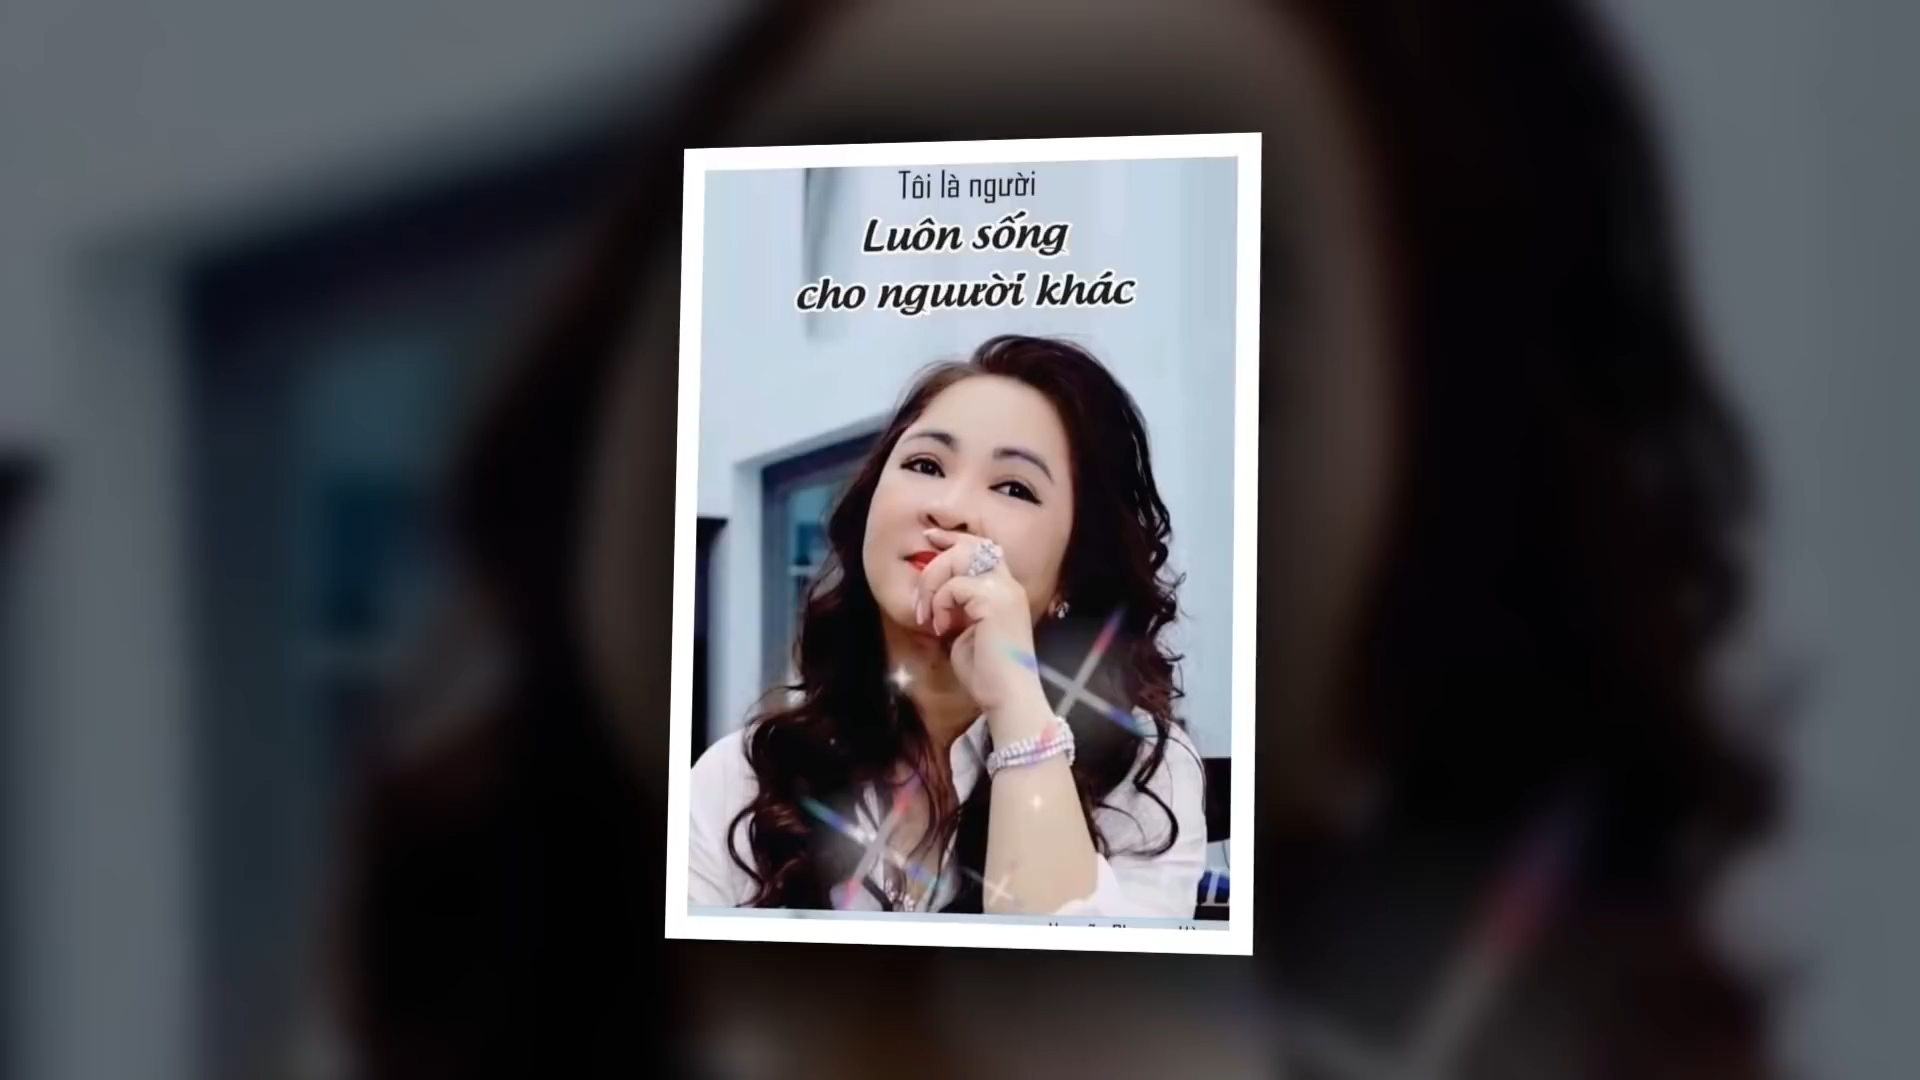 Tôi là người
Luôn sống
cho nguười khác